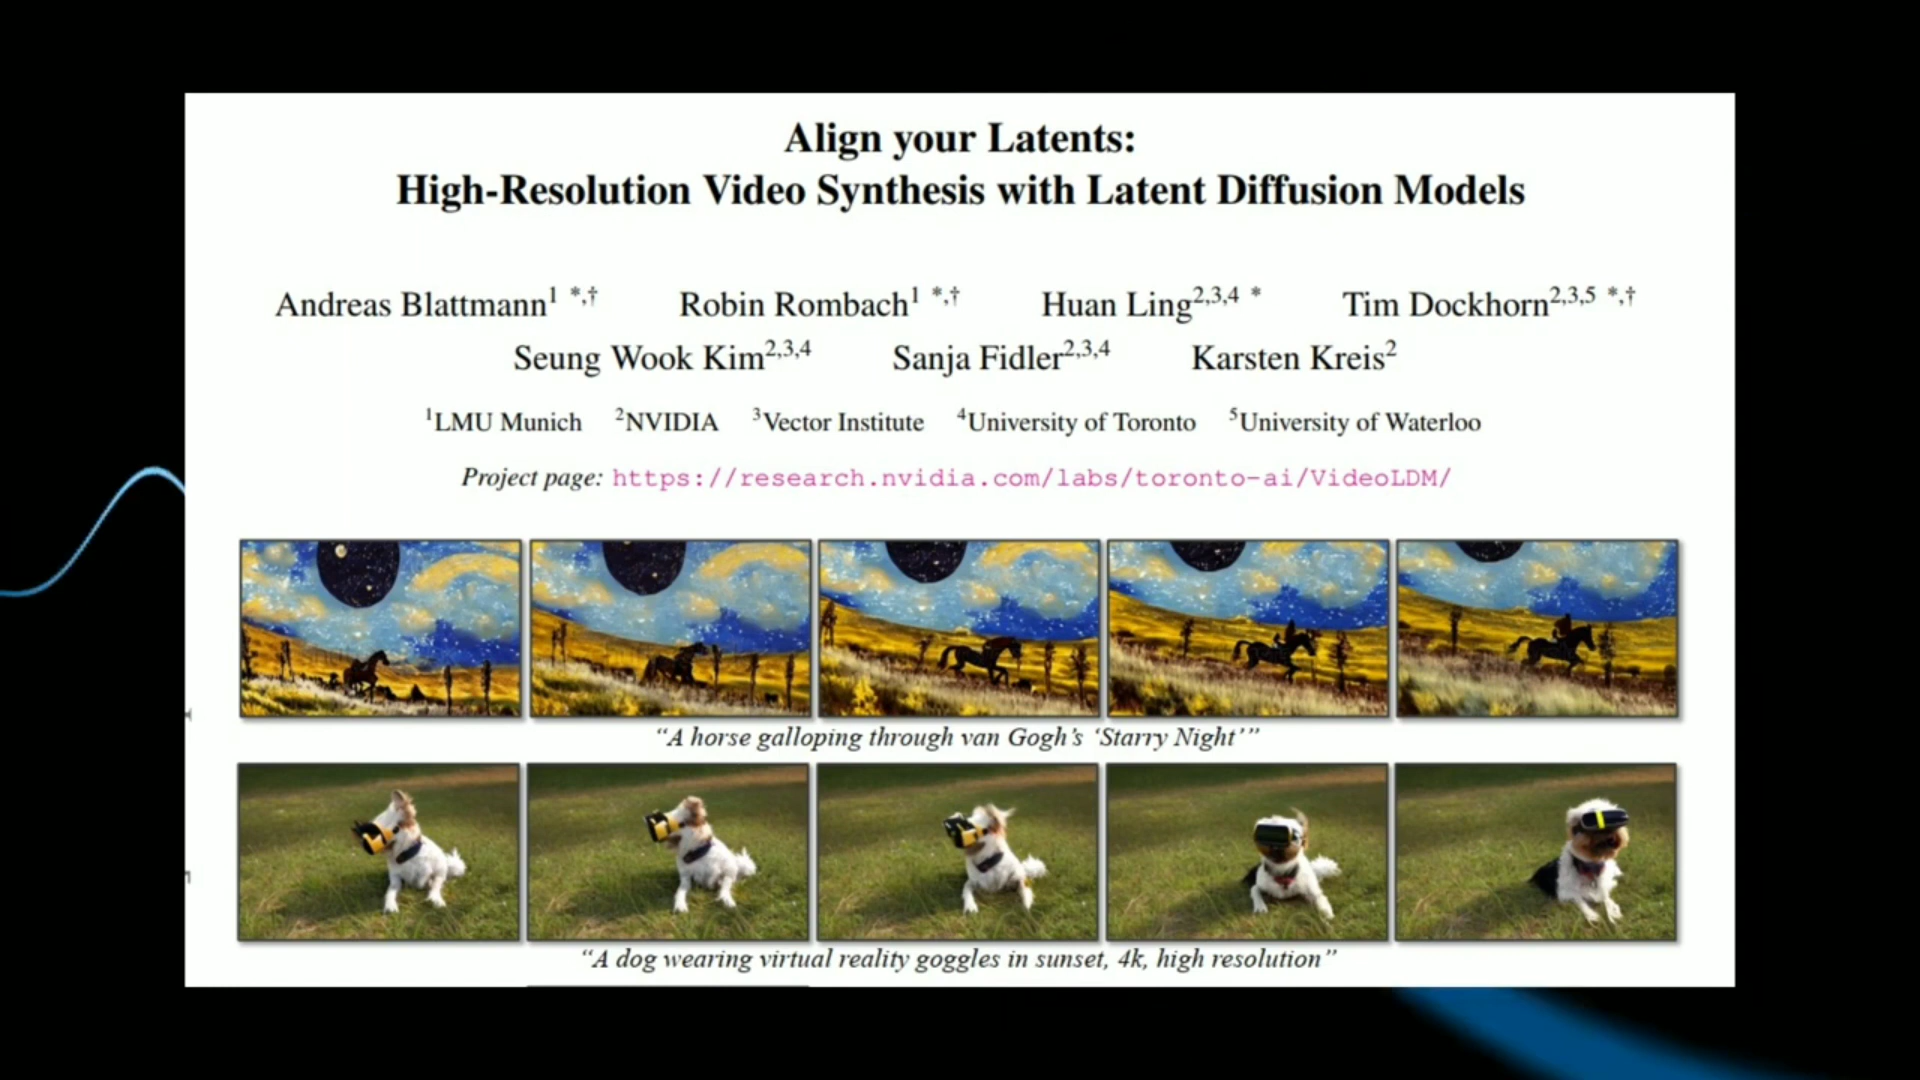 Align your Latents:
High-Resolution Video Synthesis with Latent Diffusion Models
Andreas Blattmann1 *,† Robin Rombach1 *,† Huan Ling2,3,4 * Tim Dockhorn2,3,5 *,†
Seung Wook Kim2,3,4 Sanja Fidler2,3,4 Karsten Kreis2
1LMU Munich 2NVIDIA 3Vector Institute 4University of Toronto 5University of Waterloo
Project page: https://research.nvidia.com/labs/toronto-ai/VideoLDM/
“A horse galloping through van Gogh’s ‘Starry Night’”
“A dog wearing virtual reality goggles in sunset, 4k, high resolution”